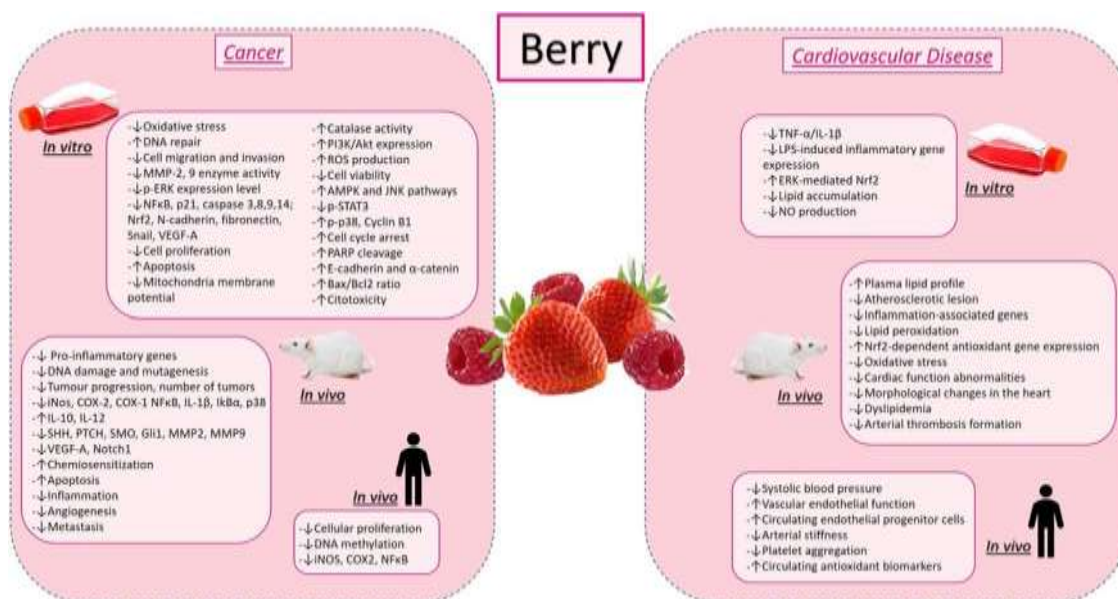 Berry
Cancer
In vitro
-↓Oxidative stress
-↑DNA repair
-↓Cell migration and invasion
-↓MMP-2, 9 enzyme activity
-↓p-ERK expression level
-↓NFκB, p21, caspase 3,8,9,14;
Nrf2, N-cadherin, fibronectin,
Snail, VEGF-A
-↓Cell proliferation
-↑Apoptosis
-↓Mitochondria membrane
potential
-↑Catalase activity
-↑PI3K/Akt expression
-↑ROS production
-↓Cell viability
-↑AMPK and JNK pathways
-↓p-STAT3
-↑p-p38, Cyclin B1
-↑Cell cycle arrest
-↑PARP cleavage
-↑E-cadherin and α-catenin
-↑Bax/Bcl2 ratio
-↑Citotoxicity
-↓ Pro-inflammatory genes
-↓DNA damage and mutagenesis
-↓Tumour progression, number of tumors
-↓iNos, COX-2, COX-1 NFκB, IL-1β, IkBα, p38
-↑IL-10, IL-12
-↓SHH, PTCH, SMO, Gli1, MMP2, MMP9
-↓VEGF-A, Notch1
-↑Chemiosensitization
-↑Apoptosis
-↓Inflammation
-↓Angiogenesis
-↓Metastasis
In vivo
In vivo
-↓Cellular proliferation
-↓DNA methylation
-↓iNOS, COX2, NFκB
Cardiovascular Disease
-↓TNF-α/IL-1β
-↓LPS-induced inflammatory gene
expression
-↑ERK-mediated Nrf2
-↓Lipid accumulation
-↓NO production
In vitro
In vivo
-↑Plasma lipid profile
-↓Atherosclerotic lesion
-↓Inflammation-associated genes
-↓Lipid peroxidation
-↑Nrf2-dependent antioxidant gene expression
-↓Oxidative stress
-↓Cardiac function abnormalities
-↓Morphological changes in the heart
-↓Dyslipidemia
-↓Arterial thrombosis formation
-↓Systolic blood pressure
-↑Vascular endothelial function
-↑Circulating endothelial progenitor cells
-↓Arterial stiffness
-↓Platelet aggregation
-↑Circulating antioxidant biomarkers
In vivo